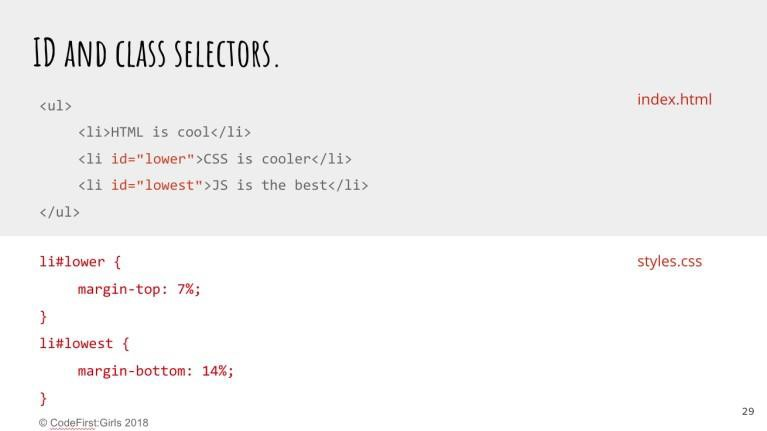 ID AND CLASS SELECTORS.
index.html
<ul>
<li>HTML is cool</li>
<li id="lower">CSS is cooler</li>
<li id="lowest">JS is the best</li>
</ul>
styles.css
li#lower {
margin-top: 7%;
}
li#lowest {
margin-bottom: 14%;
}
29
© CodeFirst:Girls 2018